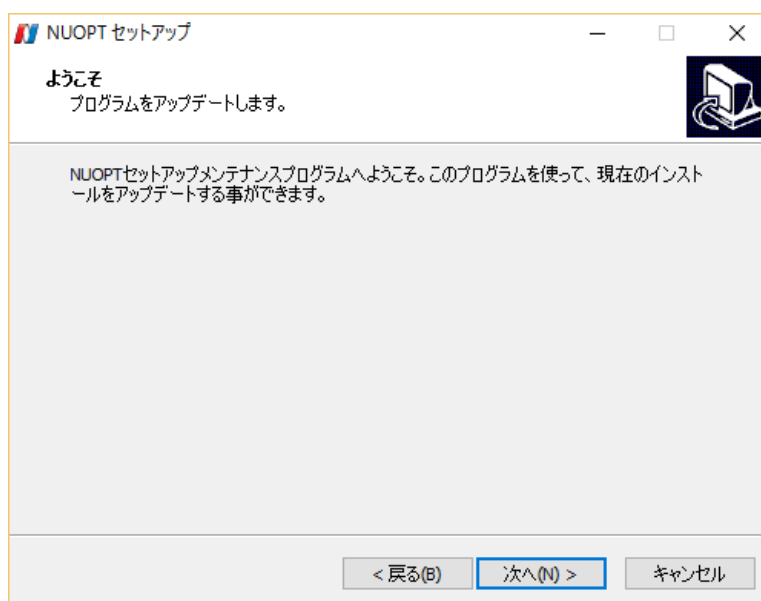 NUOPT セットアップ
ようこそ
プログラムをアップデートします。
NUOPTセットアップメンテナンスプログラムへようこそ。このプログラムを使って、現在のインスト
ールをアップデートする事ができます。
< 戻る(B)
次へ(N) >
キャンセル